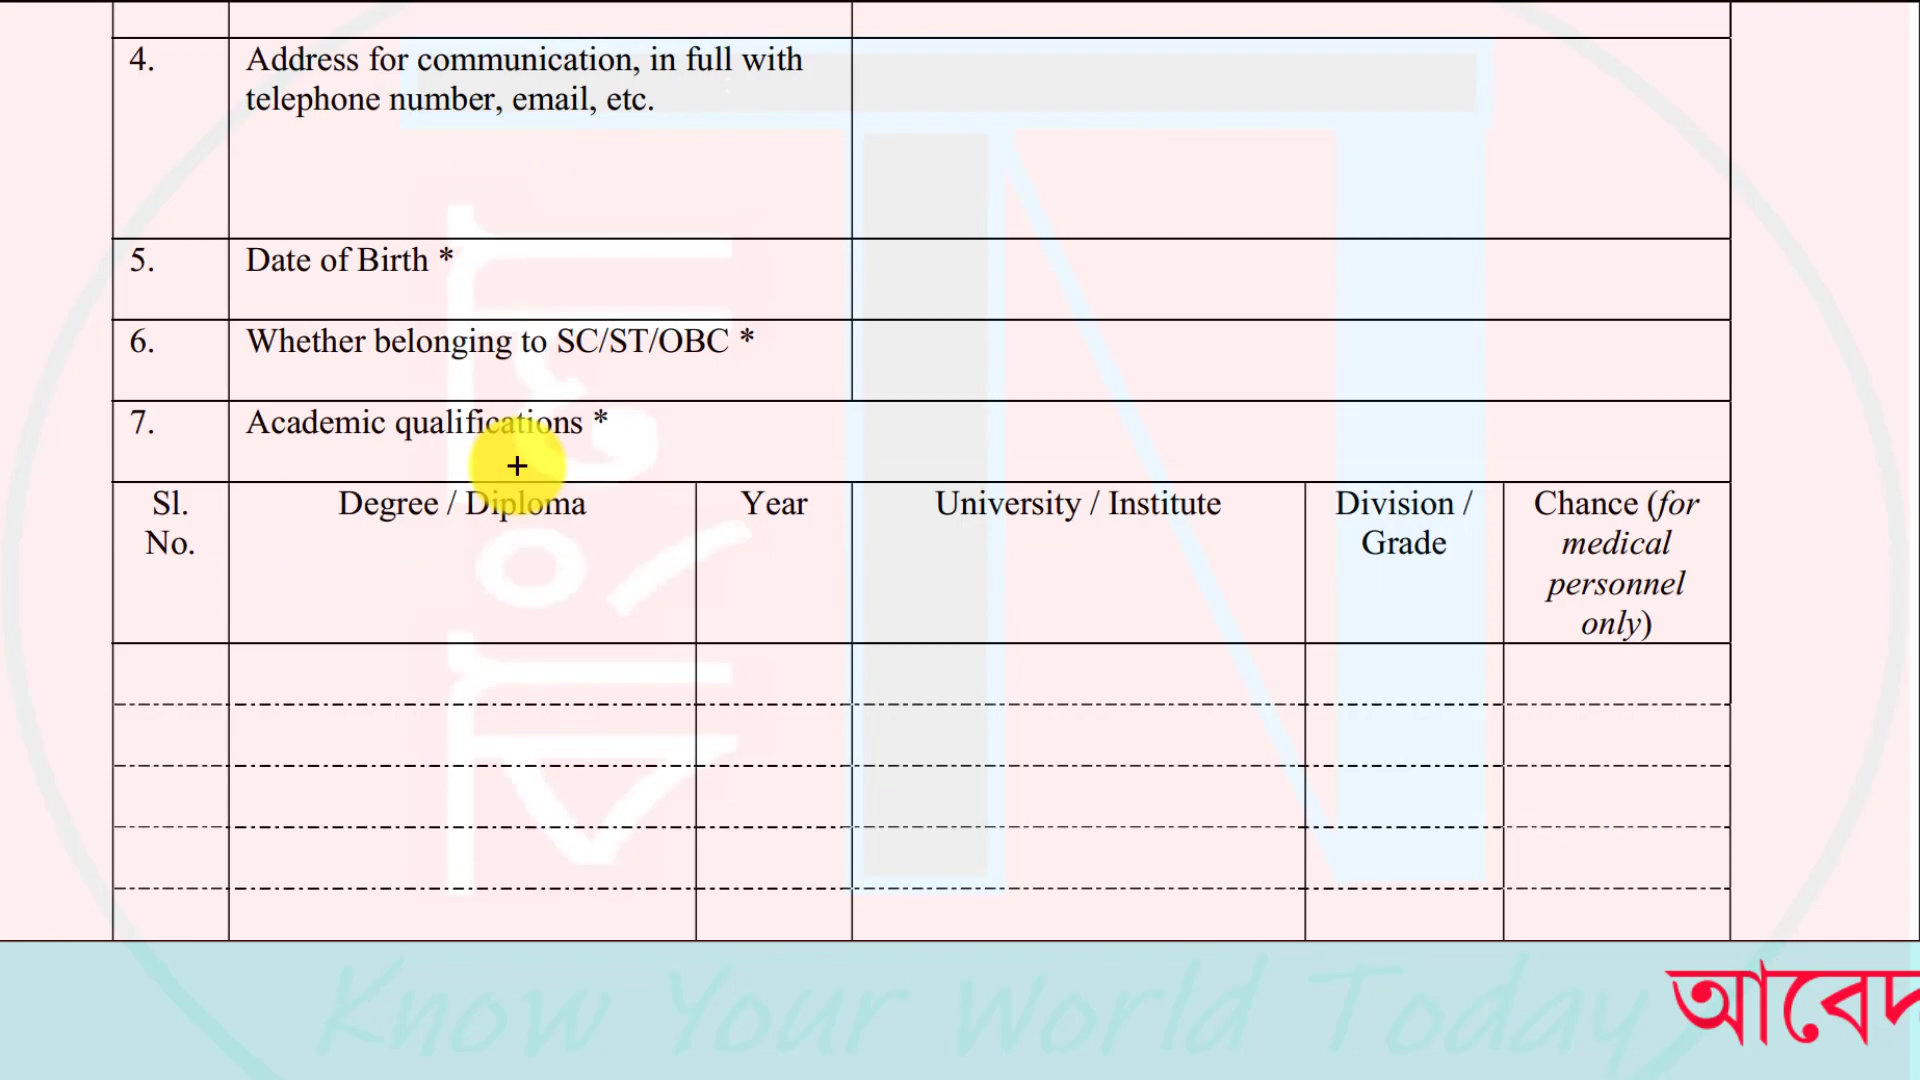 4. Address for communication, in full with
telephone number, email, etc.
5. Date of Birth *
6. Whether belonging to SC/ST/OBC *
7. Academic qualifications *
Sl.
No.
Degree / Diploma
Year
University / Institute
Division /
Grade
Chance (for
medical
personnel
only)
বাংলা
Know Your World Today